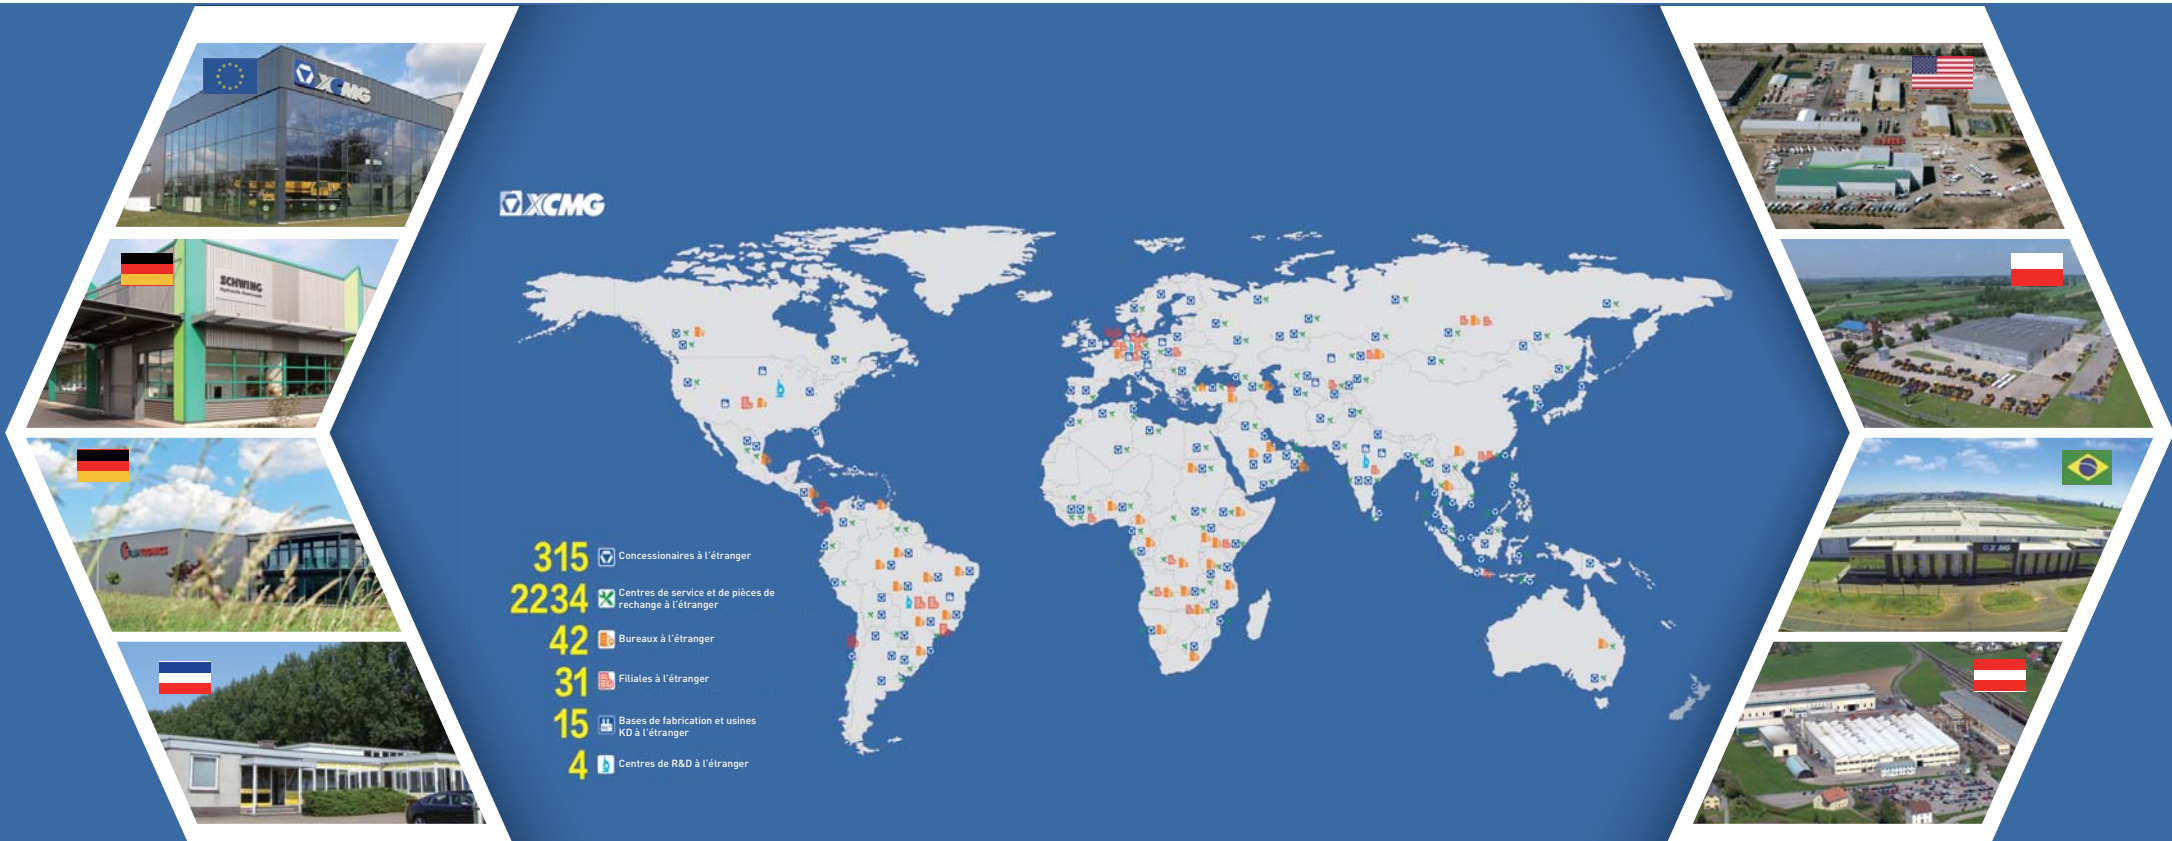 XCMG
SCHWING
XCMG
315 Concessionaires à l'étranger
2234 Centres de service et de pièces de
rechange à l'étranger
42 Bureaux à l'étranger
31 Filiales à l'étranger
15 Bases de fabrication et usines
KD à l'étranger
4 Centres de R&D à l'étranger
XCMG